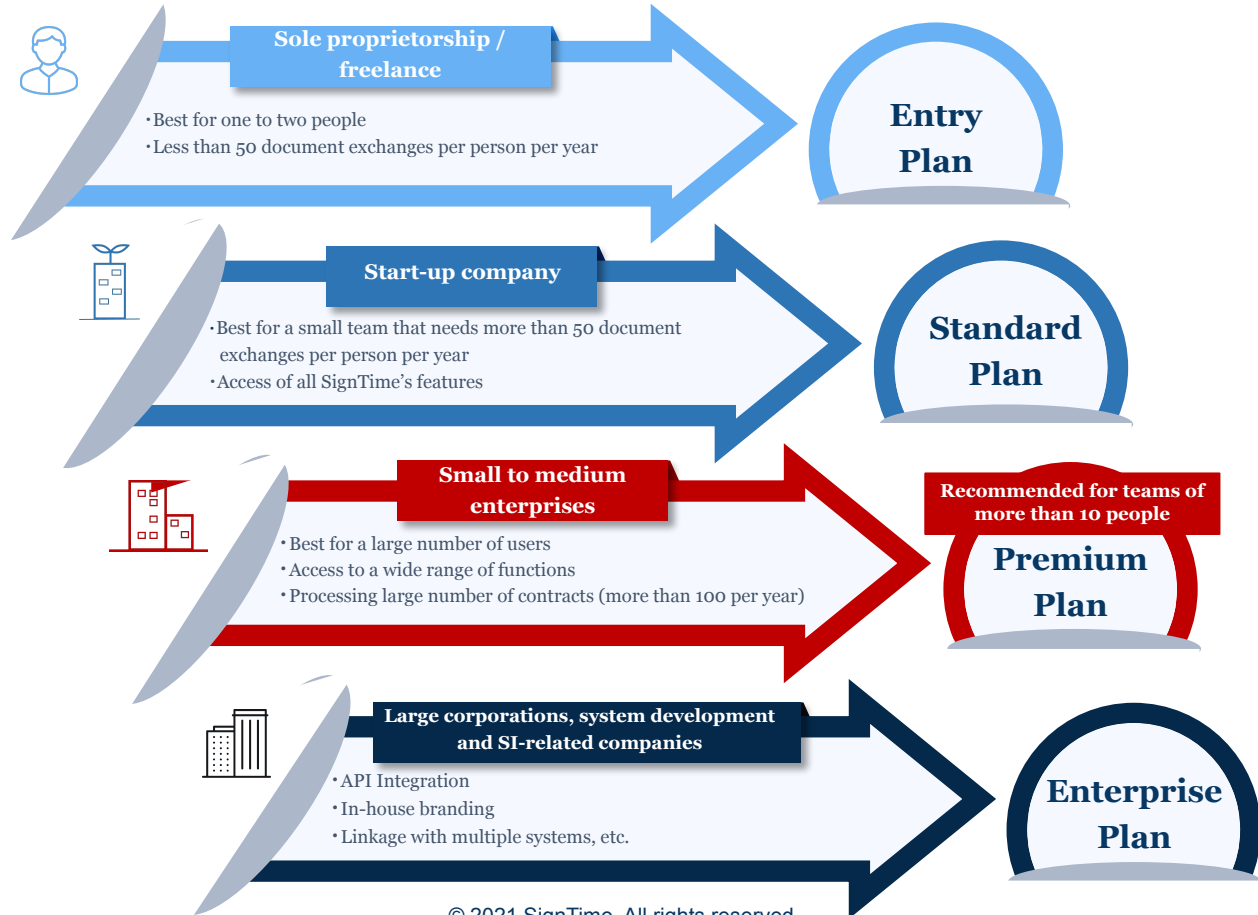 Sole proprietorship /
freelance
・Best for one to two people
・Less than 50 document exchanges per person per year
Entry
Plan
Start-up company
・Best for a small team that needs more than 50 document
exchanges per person per year
・Access of all SignTime’s features
Standard
Plan
Small to medium
enterprises
・Best for a large number of users
・Access to a wide range of functions
・Processing large number of contracts (more than 100 per year)
Recommended for teams of
more than 10 people
Premium
Plan
Large corporations, system development
and SI-related companies
・API Integration
・In-house branding
・Linkage with multiple systems, etc.
Enterprise
Plan
© 2021 SignTime. All rights reserved